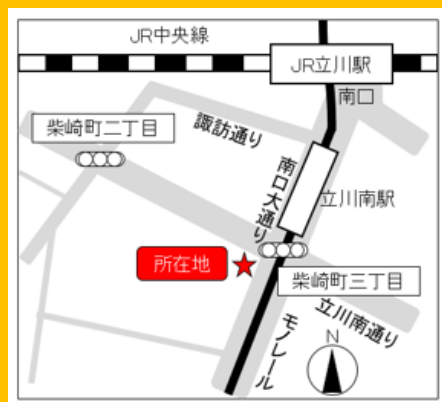 JR中央線
JR立川駅
南口
柴崎町二丁目
諏訪通り
南口大通り
立川南駅
所在地
柴崎町三丁目
立川南通り
モノレール
N